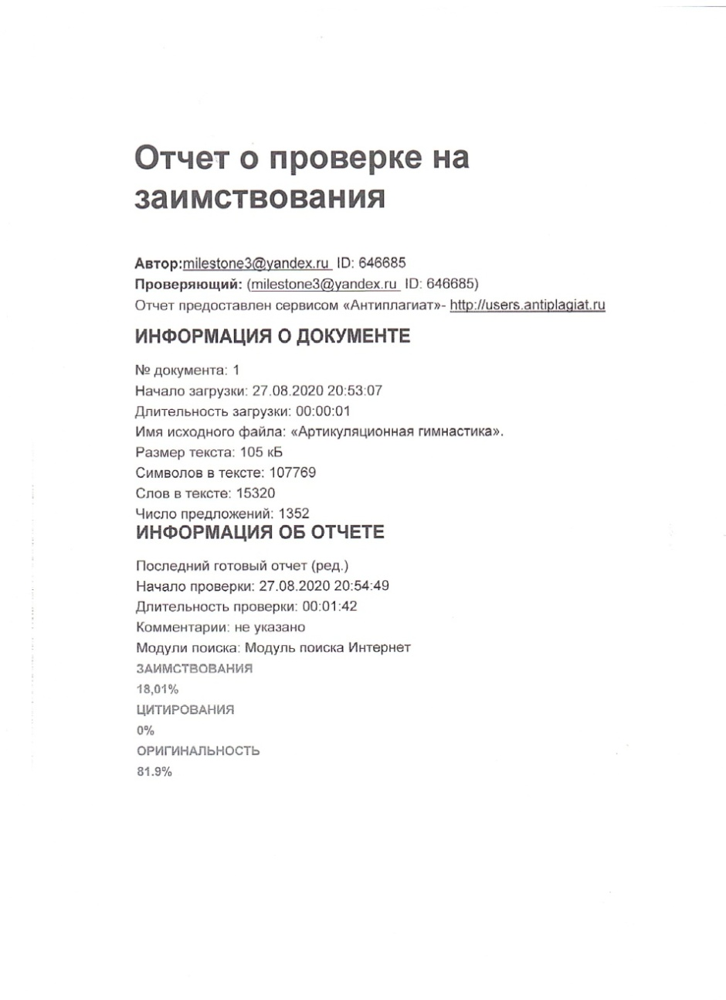 Отчет о проверке на
заимствования
Автор:milestone3@yandex.ru ID: 646685
Проверяющий: (milestone3@yandex.ru ID: 646685)
Отчет предоставлен сервисом «Антиплагиат»- http://users.antiplagiat.ru
ИНФОРМАЦИЯ О ДОКУМЕНТЕ
№ документа: 1
Начало загрузки: 27.08.2020 20:53:07
Длительность загрузки: 00:00:01
Имя исходного файла: «Артикуляционная гимнастика».
Размер текста: 105 кБ
Символов в тексте: 107769
Слов в тексте: 15320
Число предложений: 1352
ИНФОРМАЦИЯ ОБ ОТЧЕТЕ
Последний готовый отчет (ред.)
Начало проверки: 27.08.2020 20:54:49
Длительность проверки: 00:01:42
Комментарии: не указано
Модули поиска: Модуль поиска Интернет
ЗАИМСТВОВАНИЯ
18,01%
ЦИТИРОВАНИЯ
0%
ОРИГИНАЛЬНОСТЬ
81.9%